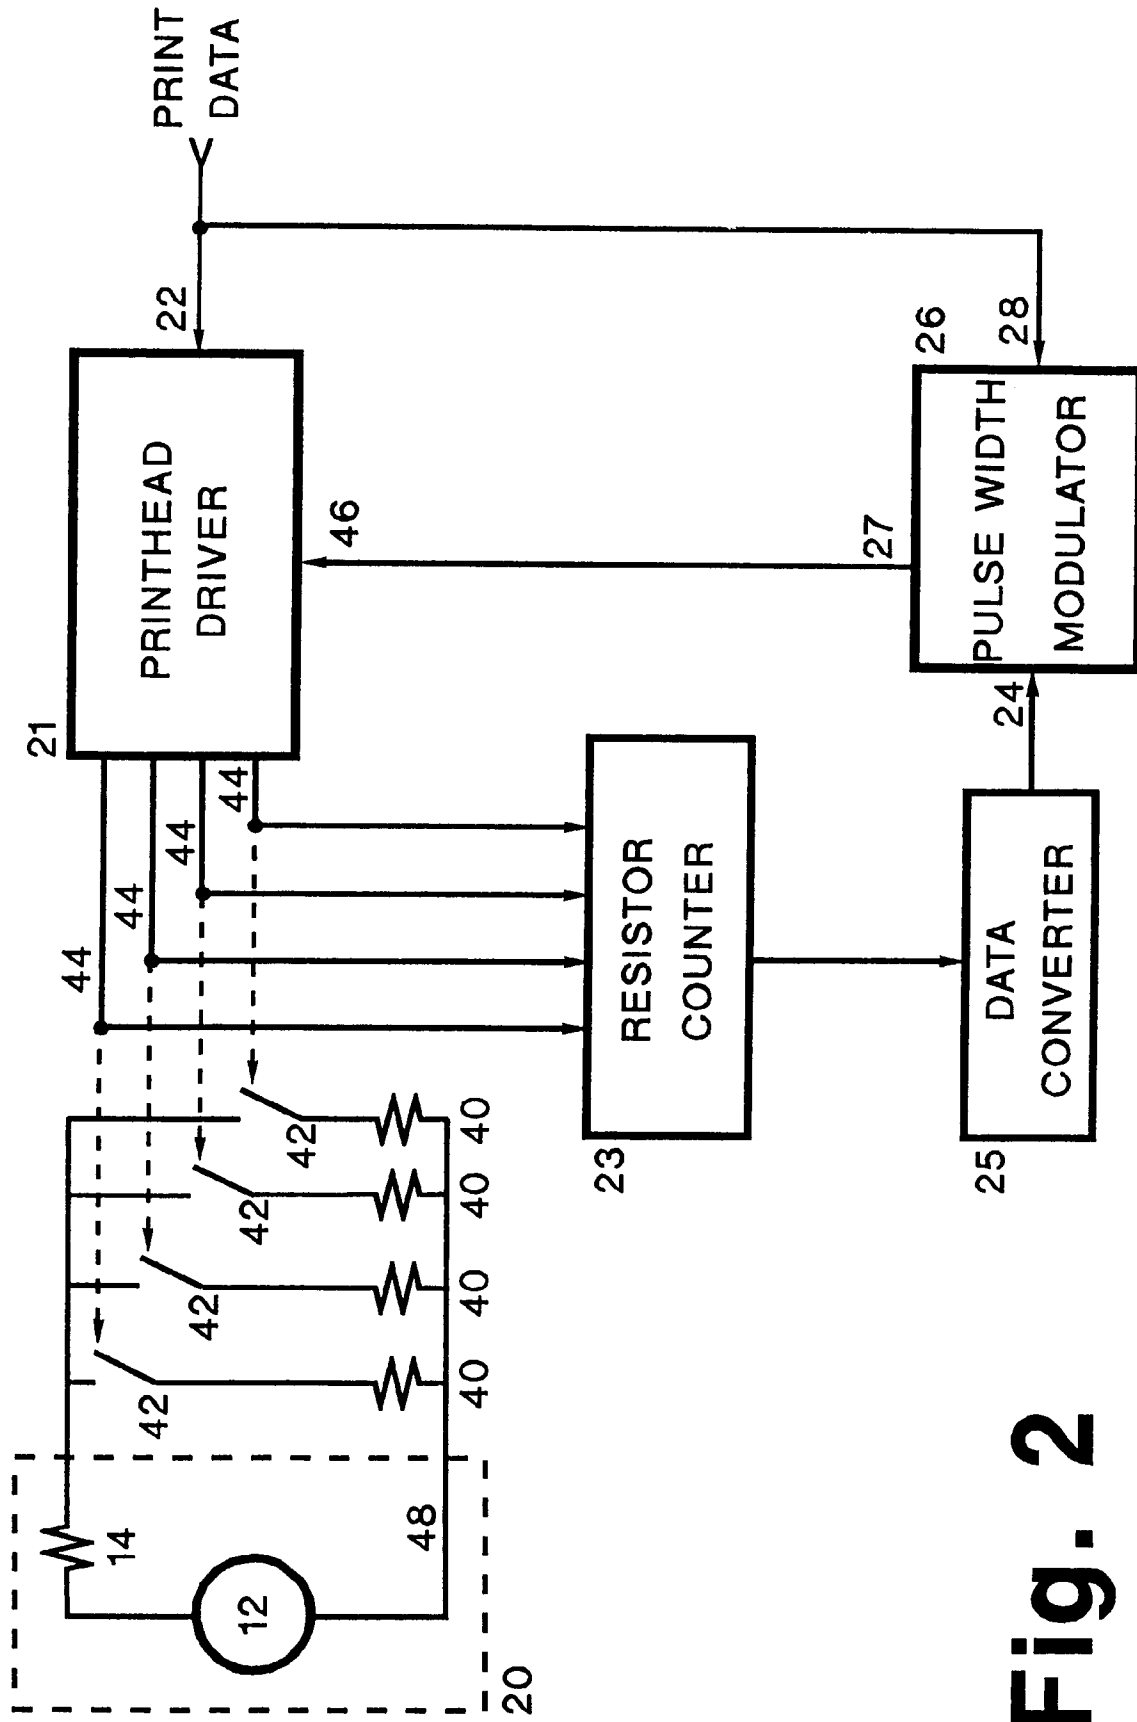 20
12
14
48
42
42
42
42
40
40
40
40
44
44
44
44
21
PRINTHEAD
DRIVER
22
PRINT
DATA
46
23
RESISTOR
COUNTER
25
DATA
CONVERTER
24
27
26
28
PULSE WIDTH
MODULATOR
Fig. 2